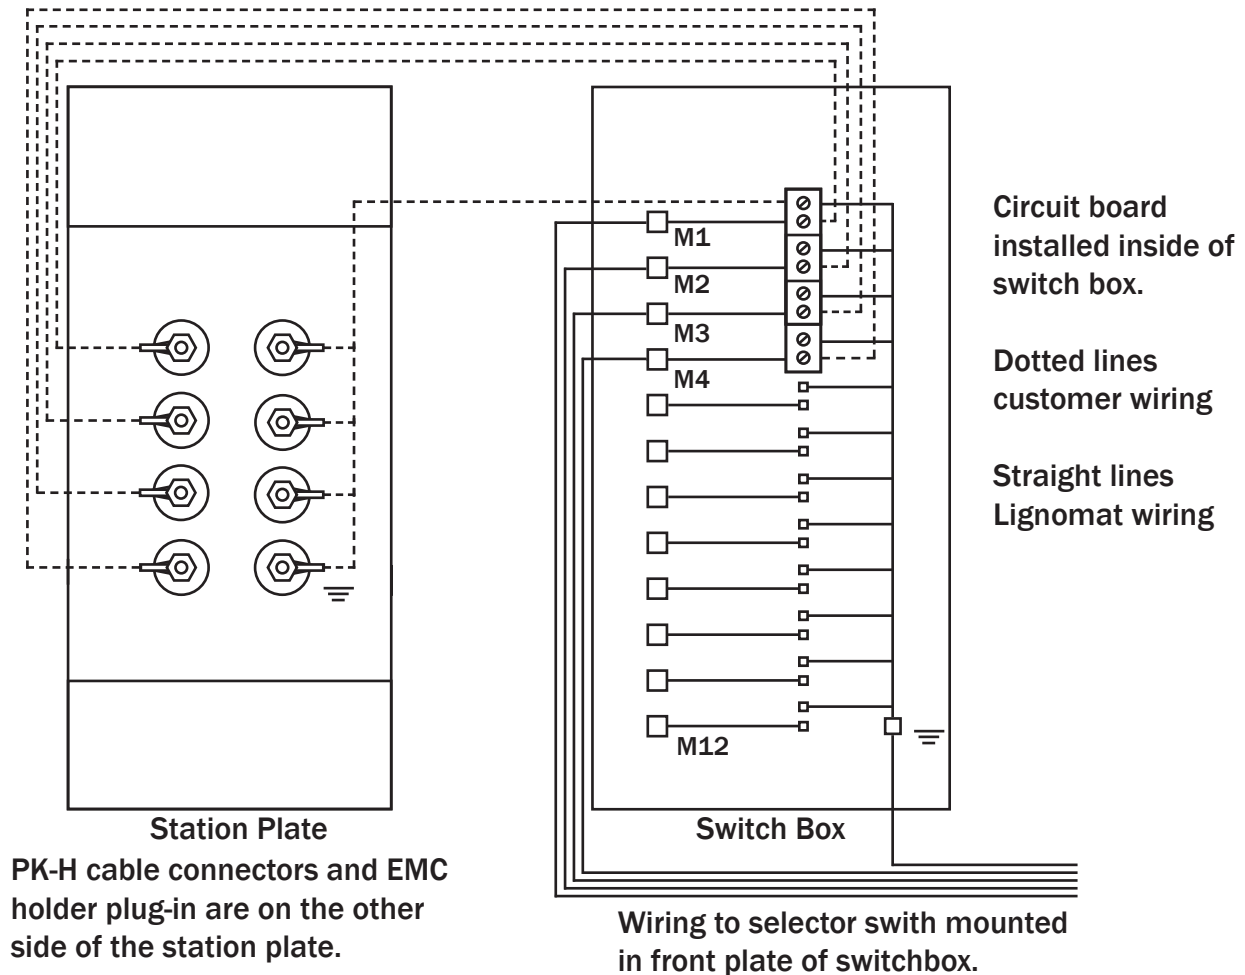 M1
M2
M3
M4
M12
Circuit board
installed inside of
switch box.
Dotted lines
customer wiring
Straight lines
Lignomat wiring
Station Plate
Switch Box
PK-H cable connectors and EMC
holder plug-in are on the other
side of the station plate.
Wiring to selector swith mounted
in front plate of switchbox.